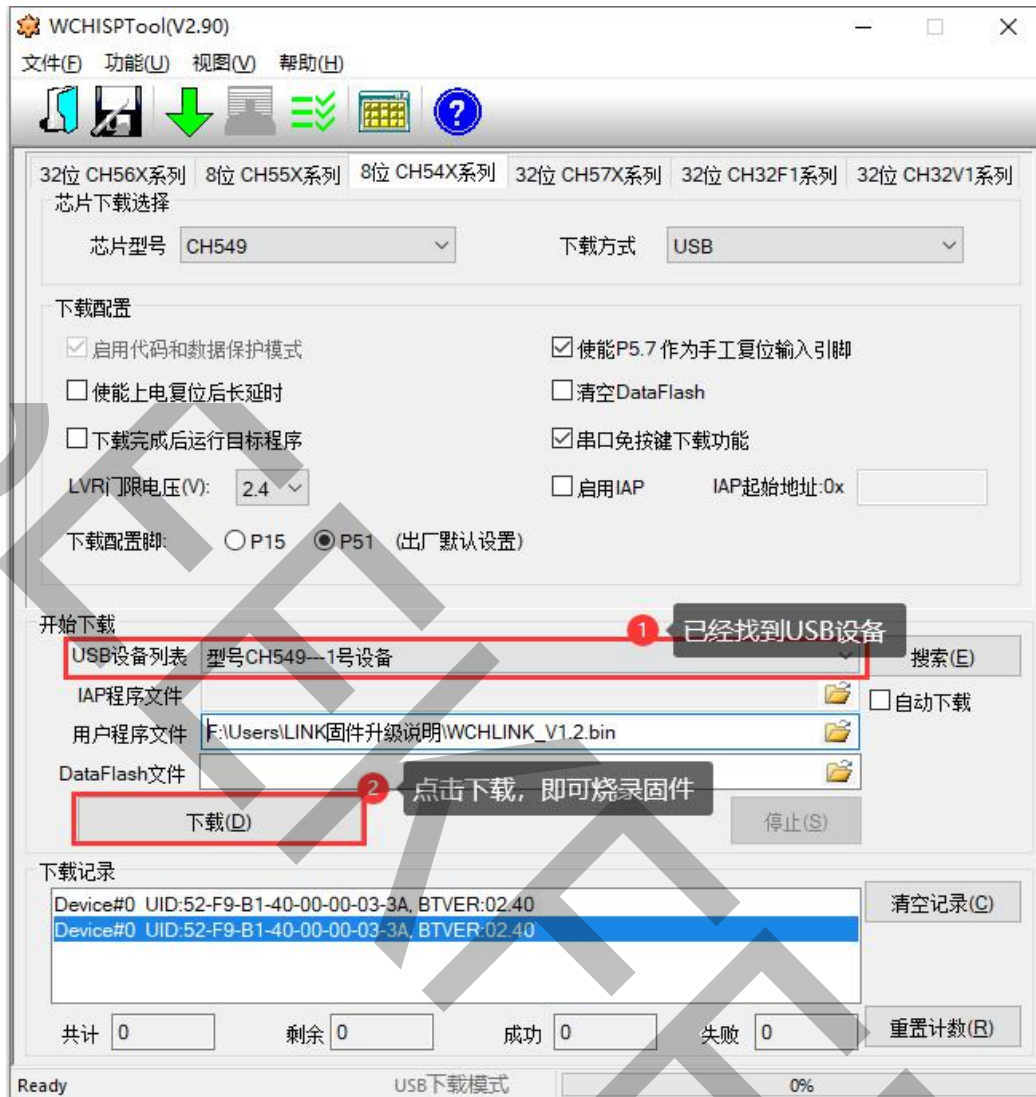 WCHISPTool(V2.90)
文件(F) 功能(U) 视图(V) 帮助(H)
32位 CH56X系列 8位 CH55X系列 8位 CH54X系列 32位 CH57X系列 32位 CH32F1系列 32位 CH32V1系列
芯片下载选择
芯片型号 CH549 下载方式 USB
下载配置
启用代码和数据保护模式 使能P5.7 作为手工复位输入引脚
使能上电复位后长延时 清空DataFlash
下载完成后运行目标程序 串口免按键下载功能
LVR门限电压(V): 2.4 启用IAP IAP起始地址:0x
下载配置脚: P15 P51 (出厂默认设置)
开始下载
1 已经找到USB设备
USB设备列表 型号CH549---1号设备 搜索(E)
IAP程序文件 自动下载
用户程序文件 F:\Users\LINK固件升级说明\WCHLINK_V1.2.bin
DataFlash文件
2 点击下载，即可烧录固件
下载(D) 停止(S)
下载记录
Device#0 UID:52-F9-B1-40-00-00-03-3A, BTVER:02.40 清空记录(C)
Device#0 UID:52-F9-B1-40-00-00-03-3A, BTVER:02.40
共计 0 剩余 0 成功 0 失败 0 重置计数(R)
Ready USB下载模式 0%